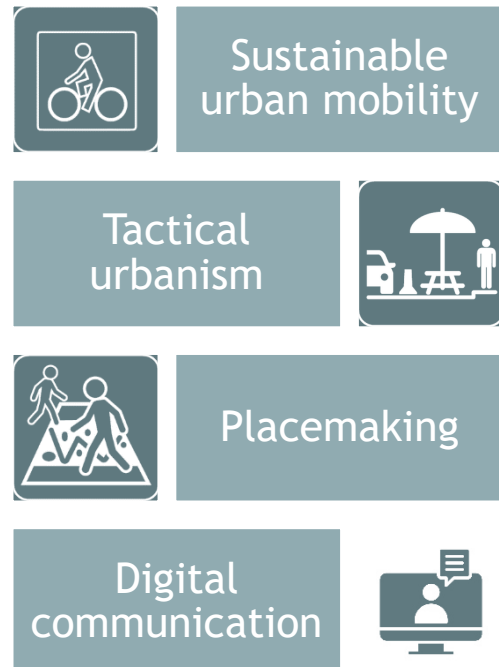 Sustainable
urban mobility
Tactical
urbanism
Placemaking
Digital
communication